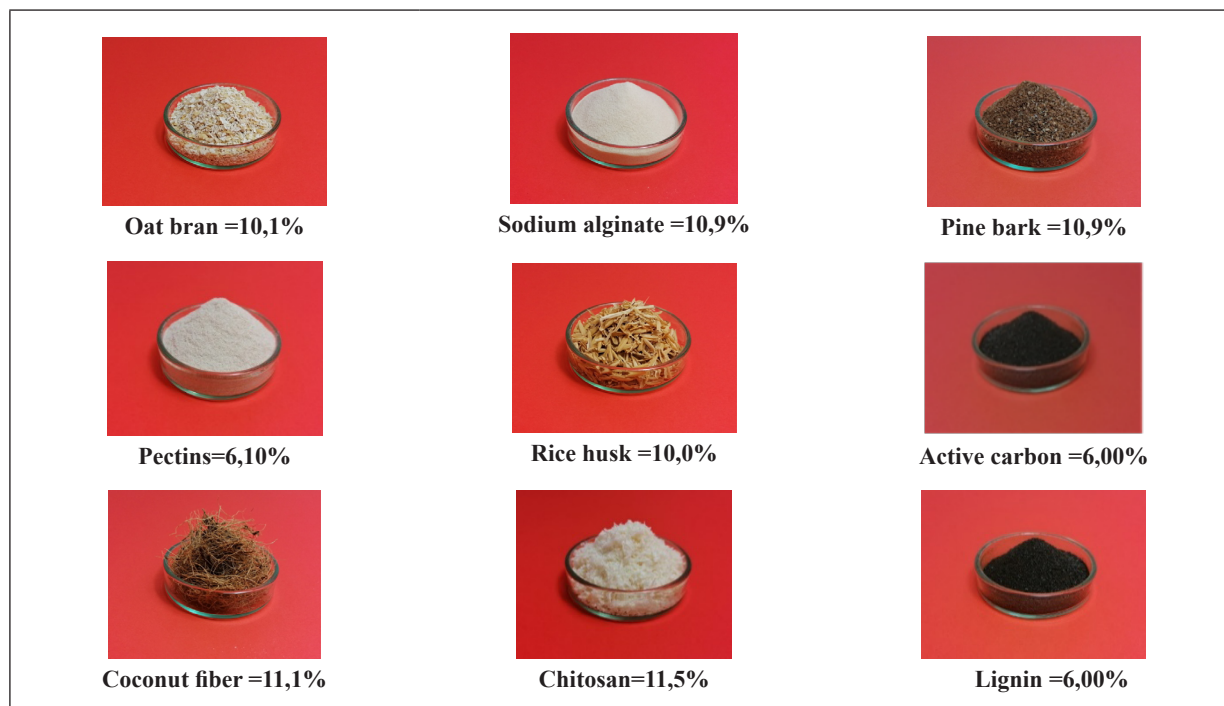 Oat bran =10,1%
Sodium alginate =10,9%
Pine bark =10,9%
Pectins=6,10%
Rice husk =10,0%
Active carbon =6,00%
Coconut fiber =11,1%
Chitosan=11,5%
Lignin =6,00%